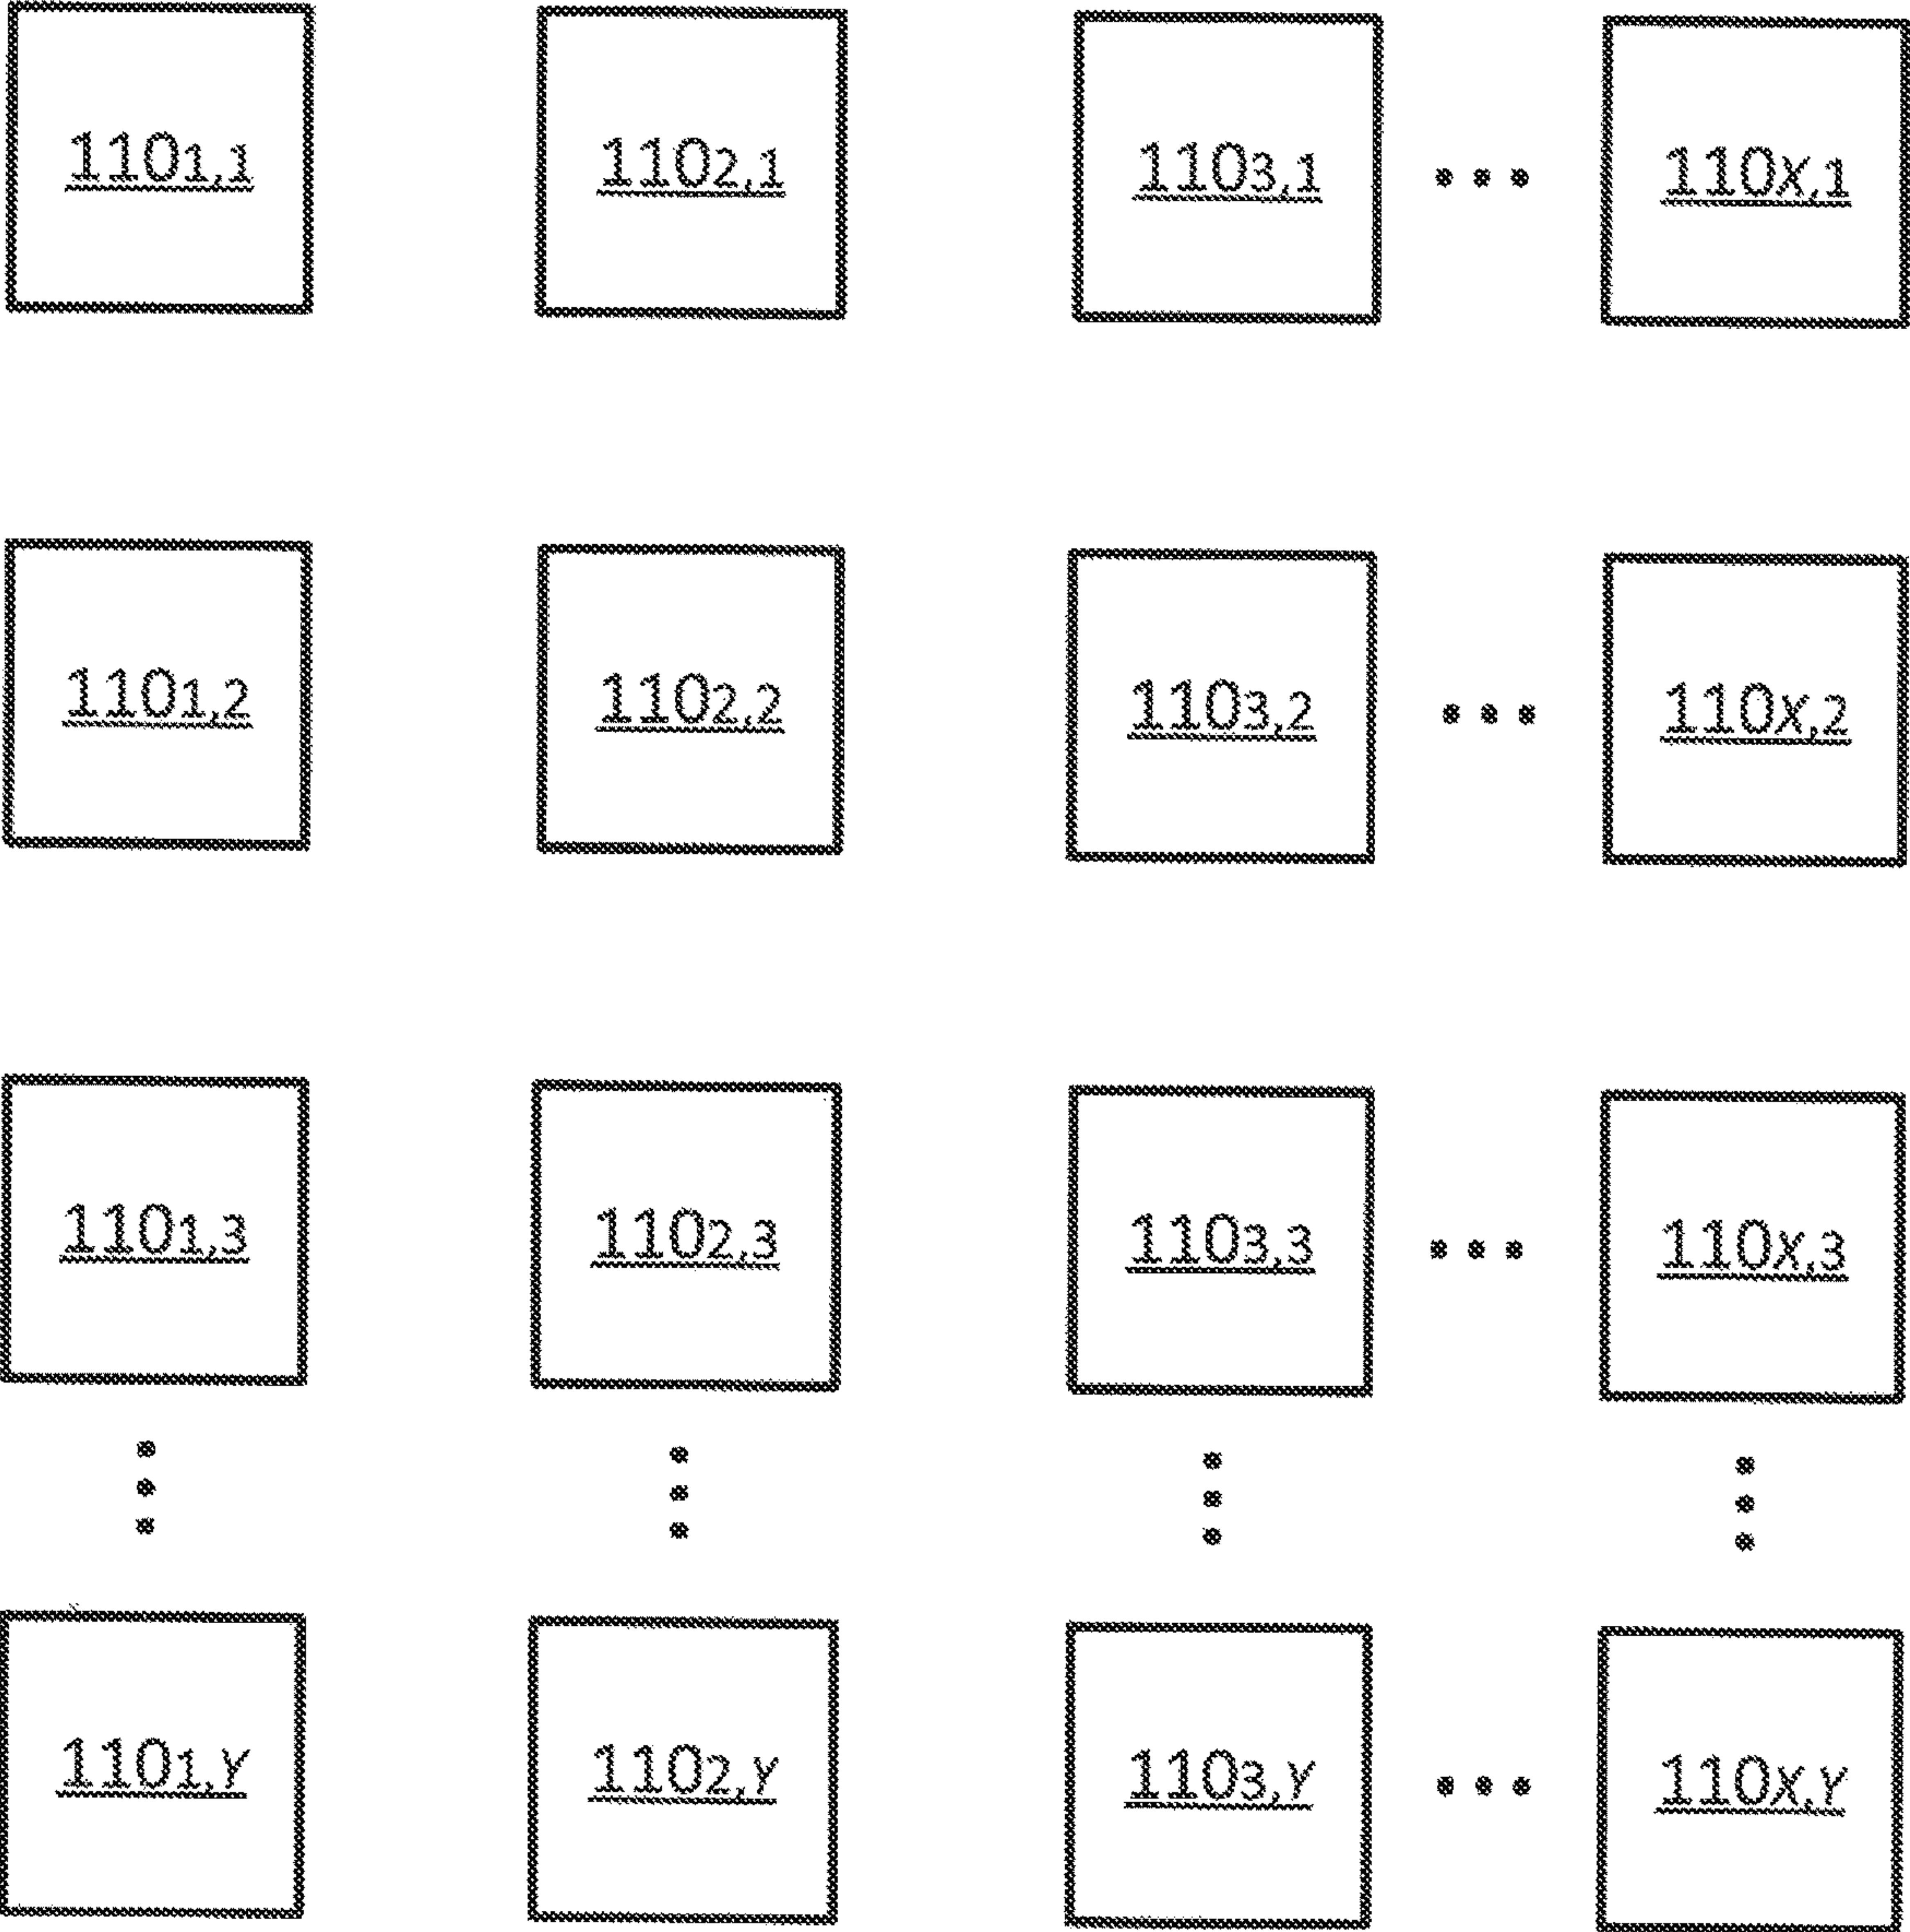 110₁,₁ 110₂,₁ 110₃,₁ ••• 110X,₁
110₁,₂ 110₂,₂ 110₃,₂ ••• 110X,₂
110₁,₃ 110₂,₃ 110₃,₃ ••• 110X,₃
110₁,Y 110₂,Y 110₃,Y ••• 110X,Y